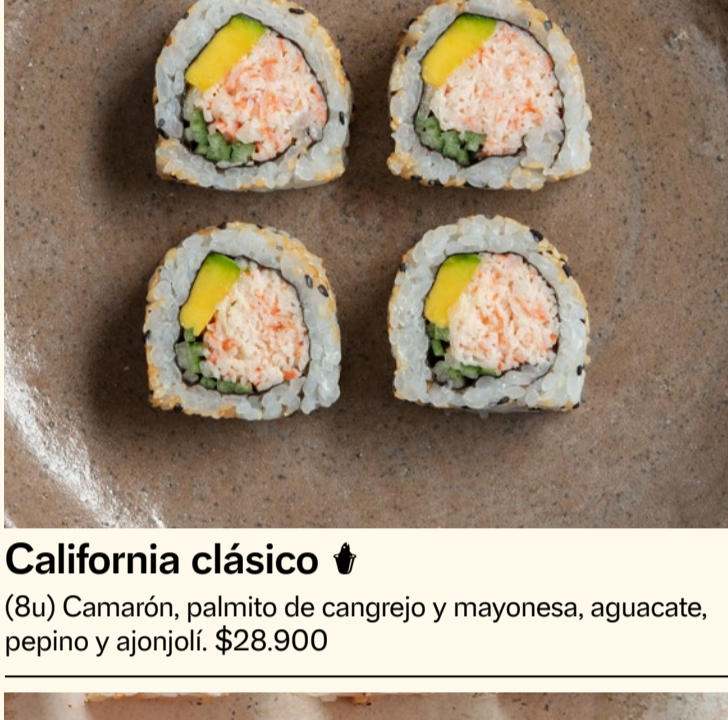 California clásico
(8u) Camarón, palmito de cangrejo y mayonesa, aguacate,
pepino y ajonjolí. $28.900